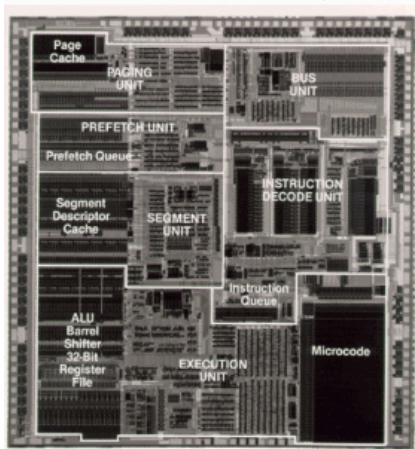 Page
Cache
PAGING
UNIT
BUS
UNIT
PREFETCH UNIT
Prefetch Queue
INSTRUCTION
DECODE UNIT
Segment
Descriptor
Cache
SEGMENT
UNIT
Instruction
Queue
ALU
Barrel
Shifter
32-Bit
Register
File
EXECUTION
UNIT
Microcode